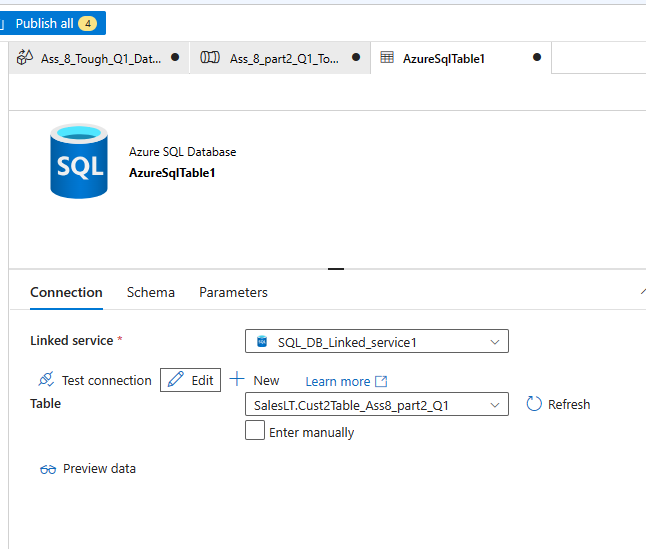 Publish all 4
Ass_8_Tough_Q1_Dat...
Ass_8_part2_Q1_To...
AzureSqlTable1
SQL
Azure SQL Database
AzureSqlTable1
Connection
Schema
Parameters
Linked service *
SQL
SQL_DB_Linked_service1
Test connection
Edit
New
Learn more
Table
SalesLT.Cust2Table_Ass8_part2_Q1
Refresh
Enter manually
Preview data